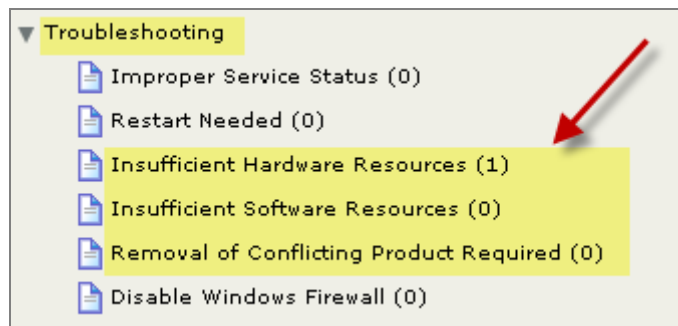 Troubleshooting
Improper Service Status (0)
Restart Needed (0)
Insufficient Hardware Resources (1)
Insufficient Software Resources (0)
Removal of Conflicting Product Required (0)
Disable Windows Firewall (0)